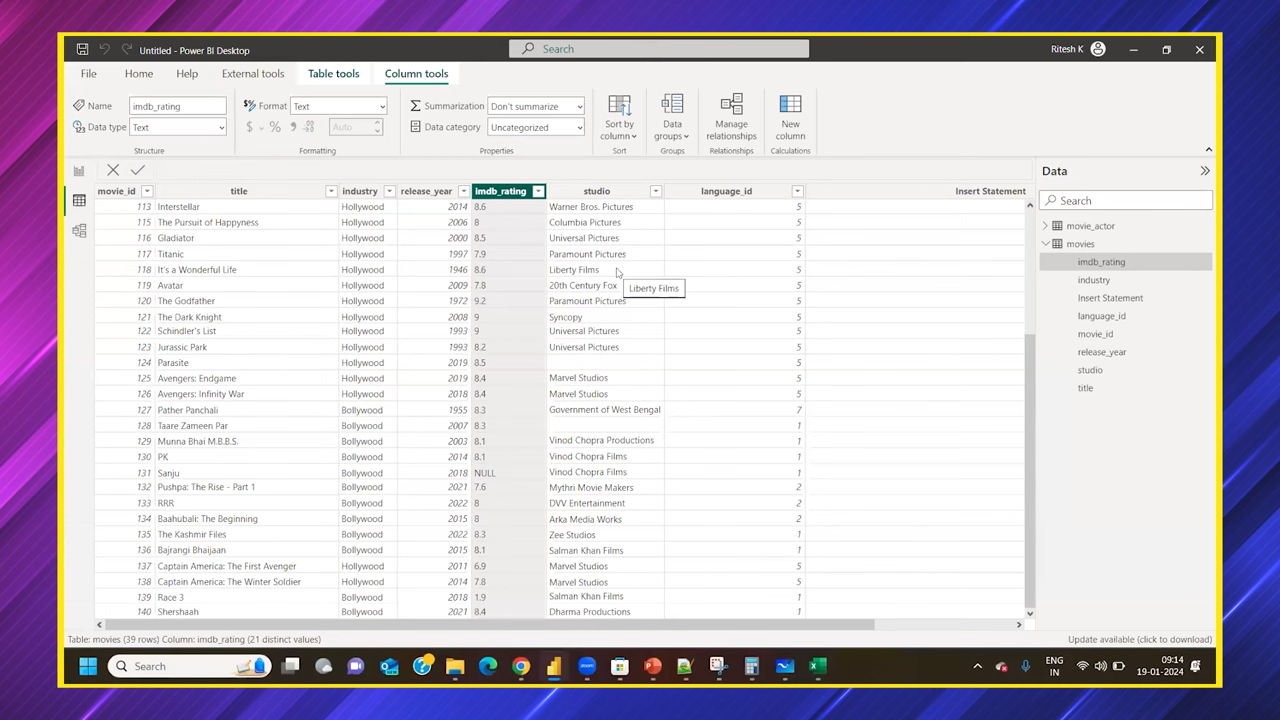 Untitled - Power BI Desktop
Search
Ritesh K
File Home Help External tools Table tools Column tools
Name imdb_rating
Data type Text
Structure
Format Text
$ % Auto
Formatting
Summarization Don't summarize
Data category Uncategorized
Properties
Sort by column
Sort
Data groups
Groups
Manage relationships
Relationships
New column
Calculations
movie_id title industry release_year imdb_rating studio language_id Insert Statement
113 Interstellar Hollywood 2014 8.6 Warner Bros. Pictures 5
115 The Pursuit of Happyness Hollywood 2006 8 Columbia Pictures 5
116 Gladiator Hollywood 2000 8.5 Universal Pictures 5
117 Titanic Hollywood 1997 7.9 Paramount Pictures 5
118 It's a Wonderful Life Hollywood 1946 8.6 Liberty Films 5
119 Avatar Hollywood 2009 7.8 20th Century Fox 5
Liberty Films
120 The Godfather Hollywood 1972 9.2 Paramount Pictures 5
121 The Dark Knight Hollywood 2008 9 Syncopy 5
122 Schindler's List Hollywood 1993 9 Universal Pictures 5
123 Jurassic Park Hollywood 1993 8.2 Universal Pictures 5
124 Parasite Hollywood 2019 8.5 5
125 Avengers: Endgame Hollywood 2019 8.4 Marvel Studios 5
126 Avengers: Infinity War Hollywood 2018 8.4 Marvel Studios 5
127 Pather Panchali Bollywood 1955 8.3 Government of West Bengal 7
128 Taare Zameen Par Bollywood 2007 8.3 1
129 Munna Bhai M.B.B.S. Bollywood 2003 8.1 Vinod Chopra Productions 1
130 PK Bollywood 2014 8.1 Vinod Chopra Films 1
131 Sanju Bollywood 2018 NULL Vinod Chopra Films 1
132 Pushpa: The Rise - Part 1 Bollywood 2021 7.6 Mythri Movie Makers 2
133 RRR Bollywood 2022 8 DVV Entertainment 2
134 Baahubali: The Beginning Bollywood 2015 8 Arka Media Works 2
135 The Kashmir Files Bollywood 2022 8.3 Zee Studios 1
136 Bajrangi Bhaijaan Bollywood 2015 8.1 Salman Khan Films 1
137 Captain America: The First Avenger Hollywood 2011 6.9 Marvel Studios 5
138 Captain America: The Winter Soldier Hollywood 2014 7.8 Marvel Studios 5
139 Race 3 Bollywood 2018 1.9 Salman Khan Films 1
140 Shershaah Bollywood 2021 8.4 Dharma Productions 1
Data
Search
movie_actor
movies
imdb_rating
industry
Insert Statement
language_id
movie_id
release_year
studio
title
Table: movies (39 rows) Column: imdb_rating (21 distinct values)
Update available (click to download)
Search
ENG
IN
09:14
19-01-2024